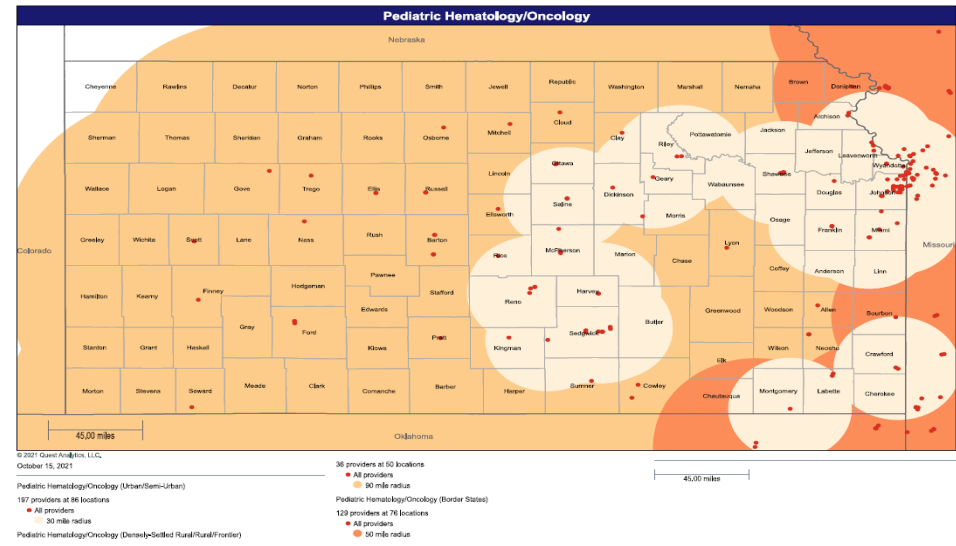 Pediatric Hematology/Oncology
Nebraska
Cheyenne Rawlins Decatur Norton Phillips Smith Jewell Republic Washington Marshall Nemaha Brown Doniphan
Atchison
Sherman Thomas Sheridan Graham Rooks Osborne Mitchell Cloud Clay Riley Pottawatomie Jackson
Jefferson Leavenworth
Wyandotte
Wallace Logan Gove Trego Ellis Russell Lincoln Ottawa Dickinson Geary Wabaunsee Shawnee Douglas Johnson
Saline
Ellsworth Morris Osage
Greeley Wichita Scott Lane Ness Rush Barton McPherson Marion Lyon Franklin Miami
Colorado Missouri
Rice Chase
Pawnee Coffey Anderson Linn
Hamilton Kearny Finney Hodgeman Stafford Reno Harvey
Edwards Greenwood Woodson Allen Bourbon
Gray Ford Butler
Stanton Grant Haskell Kiowa Pratt Kingman Sedgwick Wilson Neosho Crawford
Elk
Morton Stevens Seward Meade Clark Comanche Barber Harper Sumner Cowley Chautauqua Montgomery Labette Cherokee
45.00 miles
Oklahoma
© 2021 Quest Analytics, LLC.
October 15, 2021
Pediatric Hematology/Oncology (Urban/Semi-Urban)
197 providers at 86 locations
All providers
30 mile radius
Pediatric Hematology/Oncology (Densely-Settled Rural/Rural/Frontier)
36 providers at 50 locations
All providers
90 mile radius
Pediatric Hematology/Oncology (Border States)
129 providers at 76 locations
All providers
50 mile radius
45.00 miles